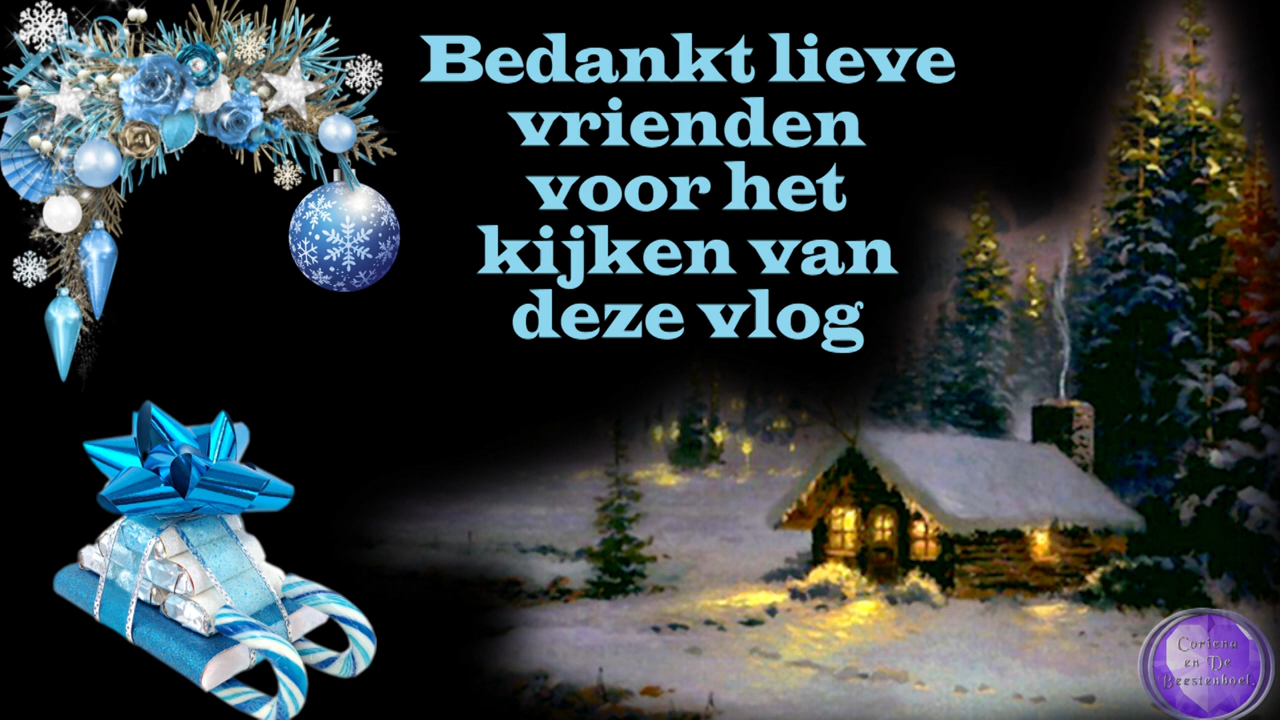 Bedankt lieve
vrienden
voor het
kijken van
deze vlog
Coriena
en De
Beestenboel